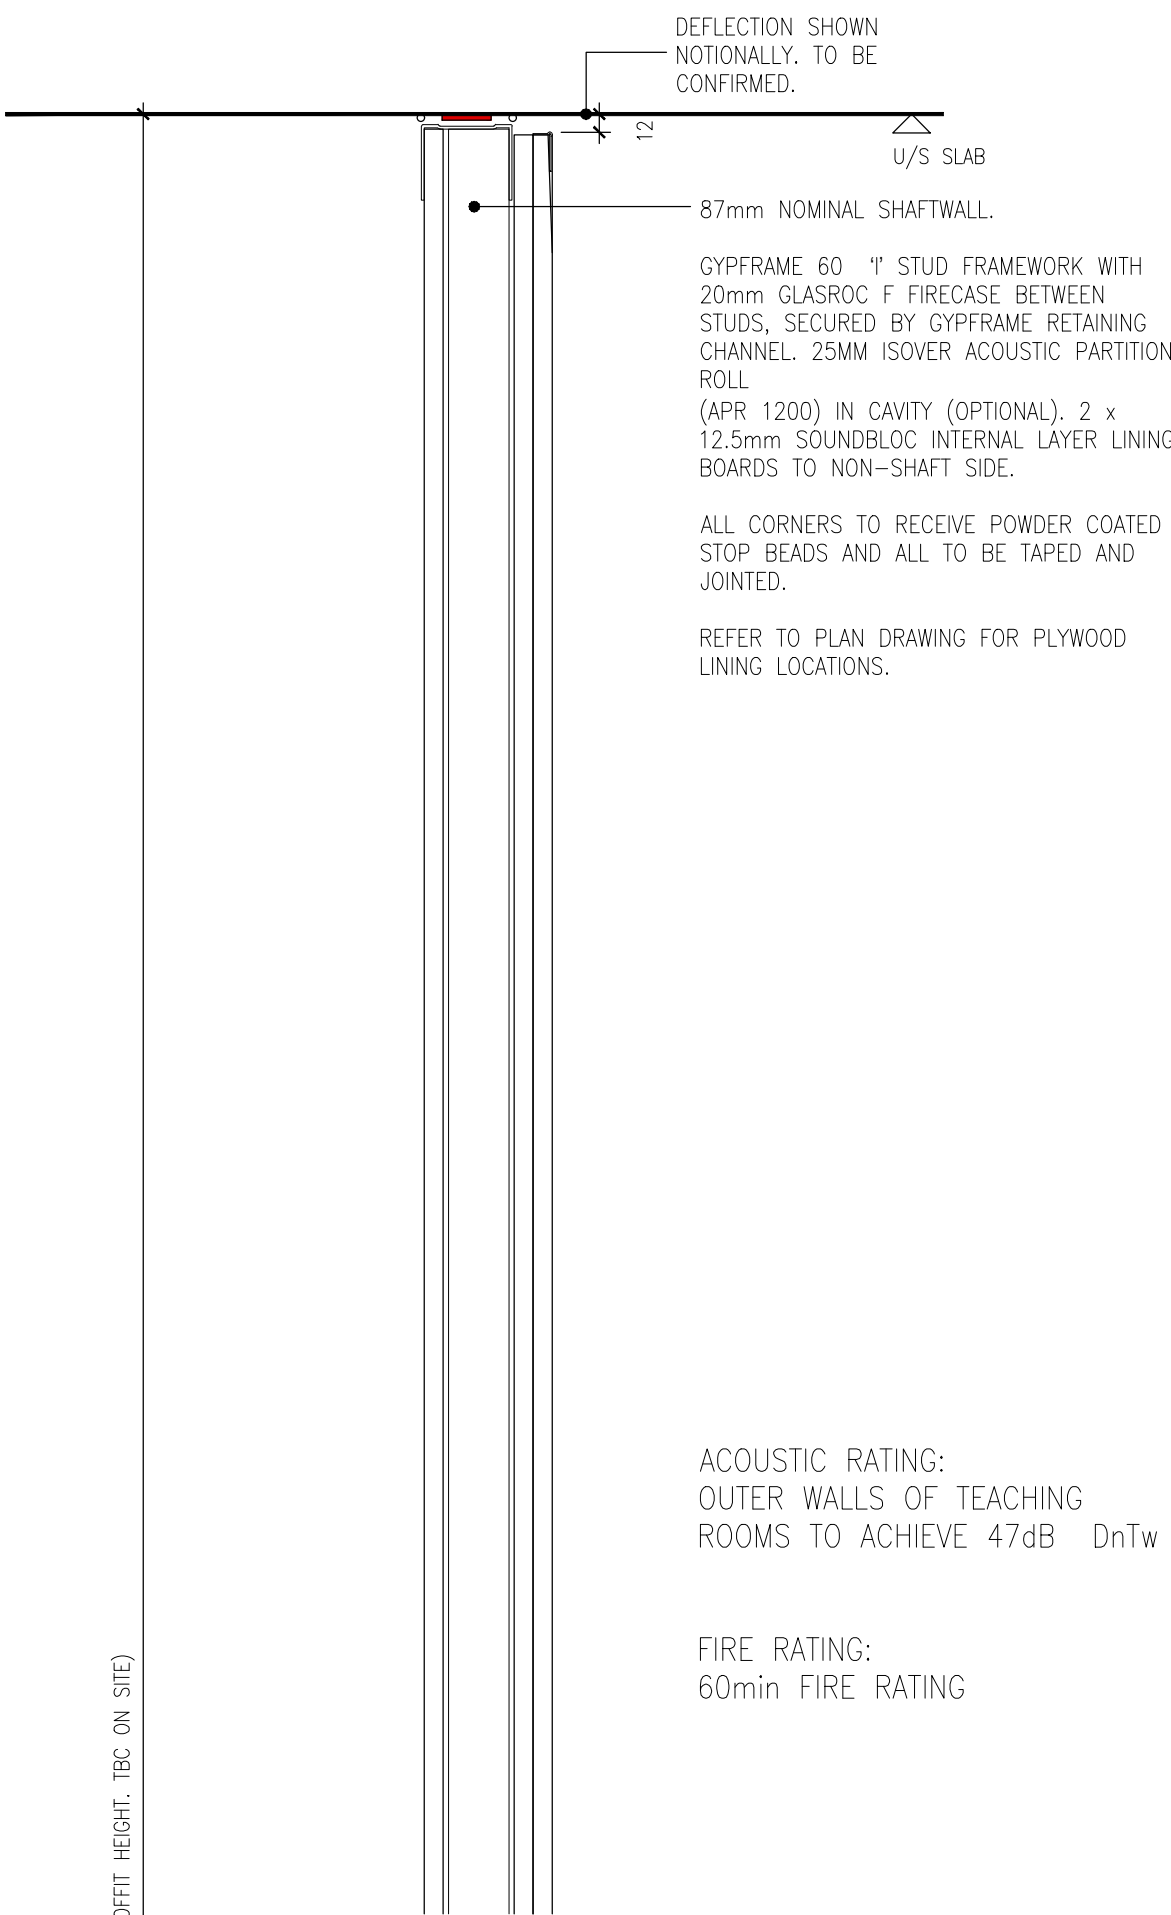 DEFLECTION SHOWN
NOTIONALLY. TO BE
CONFIRMED.
12
U/S SLAB
87mm NOMINAL SHAFTWALL.
GYPFRAME 60 'I' STUD FRAMEWORK WITH
20mm GLASROC F FIRECASE BETWEEN
STUDS, SECURED BY GYPFRAME RETAINING
CHANNEL. 25MM ISOVER ACOUSTIC PARTITION
ROLL
(APR 1200) IN CAVITY (OPTIONAL). 2 x
12.5mm SOUNDBLOC INTERNAL LAYER LINING
BOARDS TO NON-SHAFT SIDE.
ALL CORNERS TO RECEIVE POWDER COATED
STOP BEADS AND ALL TO BE TAPED AND
JOINTED.
REFER TO PLAN DRAWING FOR PLYWOOD
LINING LOCATIONS.
ACOUSTIC RATING:
OUTER WALLS OF TEACHING
ROOMS TO ACHIEVE 47dB DnTw
FIRE RATING:
60min FIRE RATING
OFFIT HEIGHT. TBC ON SITE)